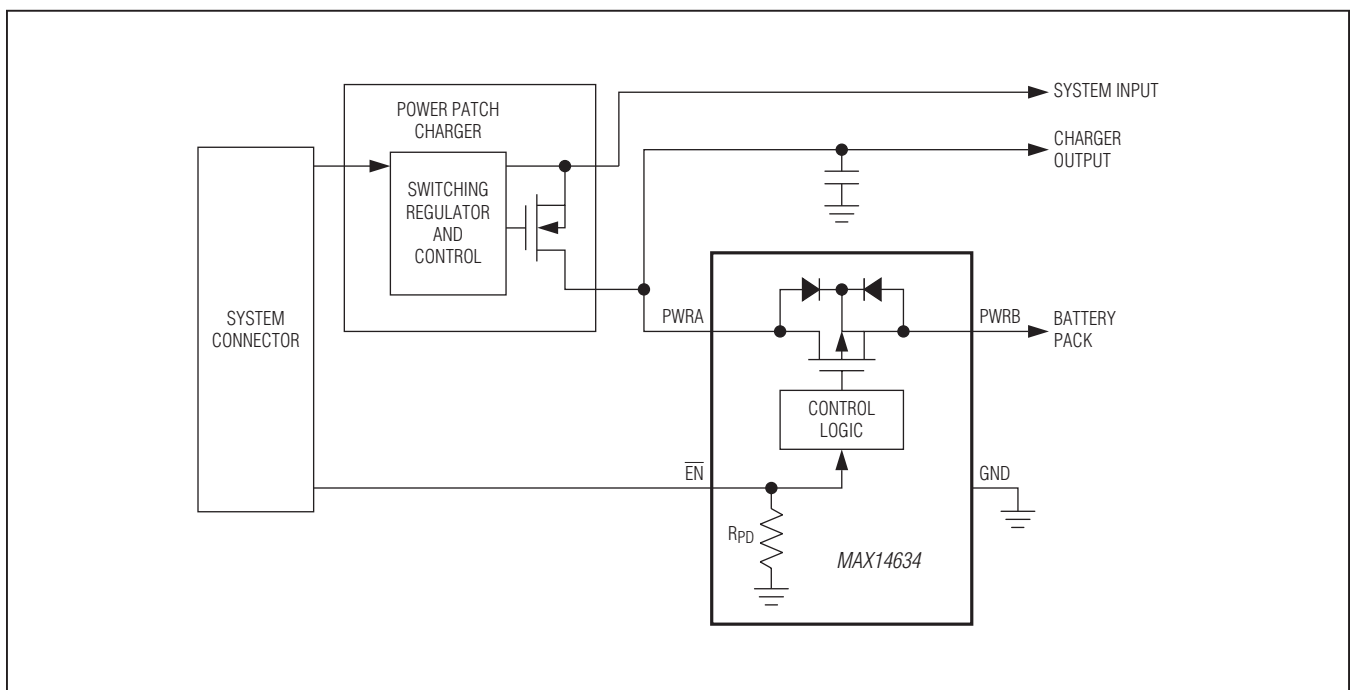 SYSTEM INPUT
POWER PATCH
CHARGER
CHARGER
OUTPUT
SWITCHING
REGULATOR
AND
CONTROL
SYSTEM
CONNECTOR
PWRA
PWRB
BATTERY
PACK
CONTROL
LOGIC
E̅N̅
GND
RPD
MAX14634